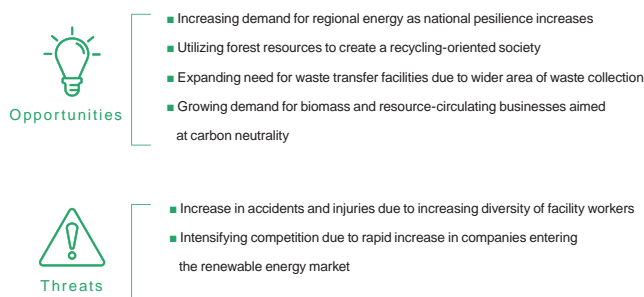 ■ Increasing demand for regional energy as national pesilience increases
■ Utilizing forest resources to create a recycling-oriented society
■ Expanding need for waste transfer facilities due to wider area of waste collection
■ Growing demand for biomass and resource-circulating businesses aimed
at carbon neutrality
Opportunities
■ Increase in accidents and injuries due to increasing diversity of facility workers
■ Intensifying competition due to rapid increase in companies entering
the renewable energy market
Threats